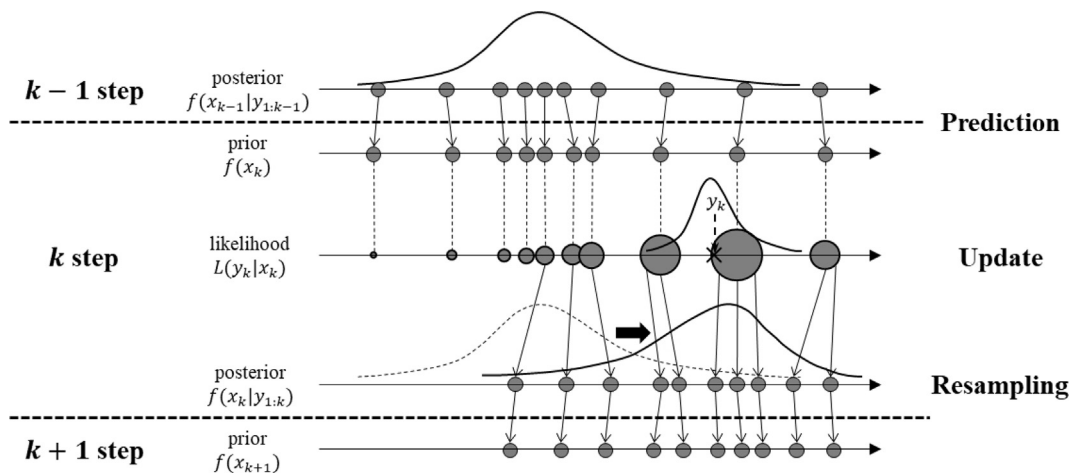 posterior
k − 1 step
f(x_{k−1}|y_{1:k−1})
Prediction
prior
f(x_k)
y_k
likelihood
k step
Update
L(y_k|x_k)
posterior
Resampling
f(x_k|y_{1:k})
prior
k + 1 step
f(x_{k+1})